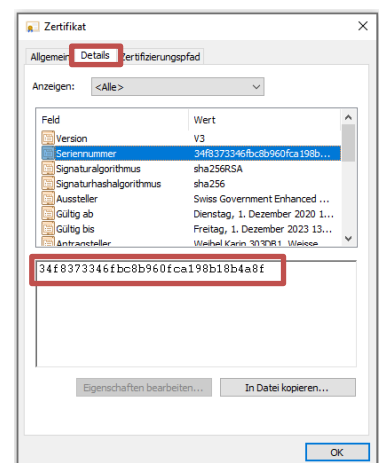 Zertifikat
Allgemein Details Zertifizierungspfad
Anzeigen: <Alle>
Feld Wert
Version V3
Seriennummer 34f8373346fbc8b960fca198b...
Signaturalgorithmus sha256RSA
Signaturhashalgorithmus sha256
Aussteller Swiss Government Enhanced ...
Gültig ab Dienstag, 1. Dezember 2020 1...
Gültig bis Freitag, 1. Dezember 2023 13...
Antragsteller Weibel Karin 303DB1, Weisse
34f8373346fbc8b960fca198b18b4a8f
Eigenschaften bearbeiten... In Datei kopieren...
OK